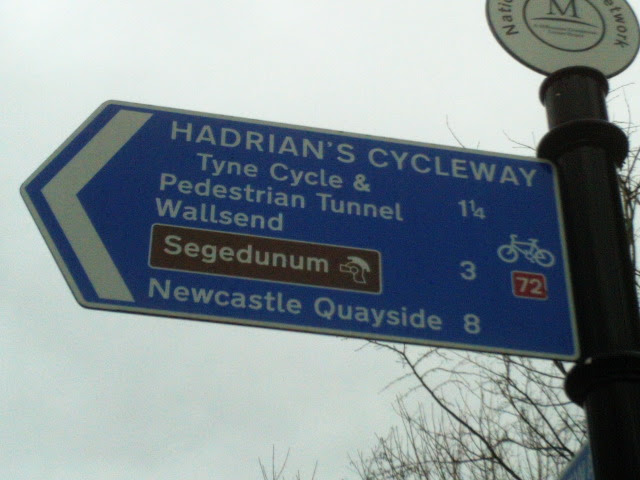 M
HADRIAN'S CYCLEWAY
Tyne Cycle &
Pedestrian Tunnel 1¼
Wallsend
Segedunum 3
72
Newcastle Quayside 8